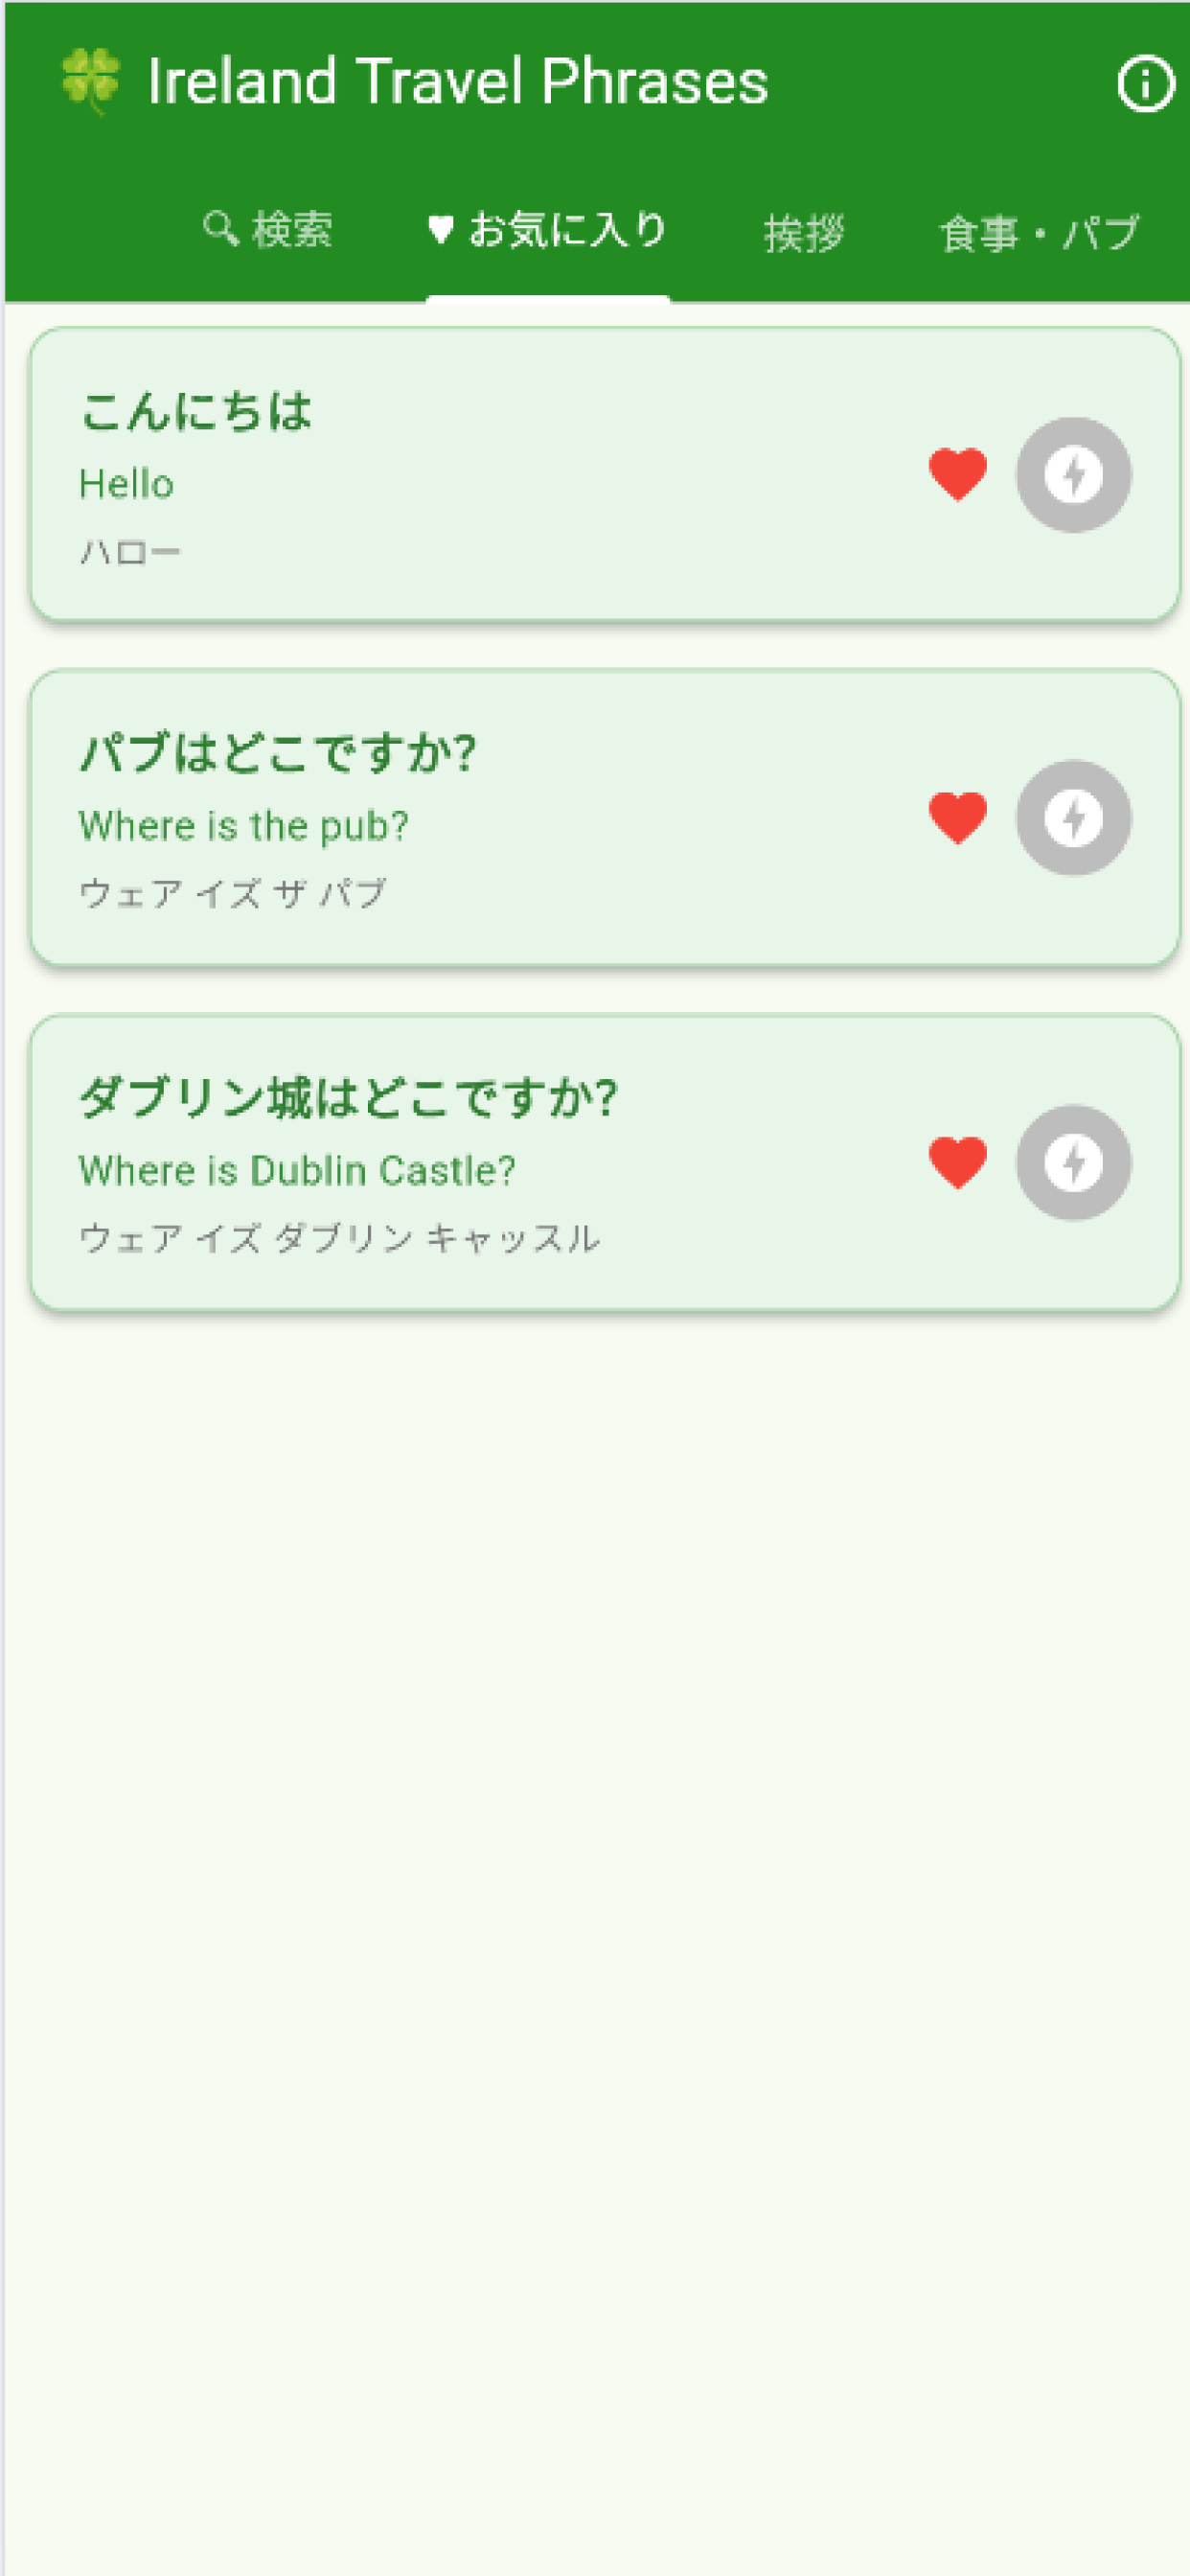 Ireland Travel Phrases
検索 ♥ お気に入り 挨拶 食事・パブ
こんにちは
Hello
ハロー
パブはどこですか?
Where is the pub?
ウェア イズ ザ パブ
ダブリン城はどこですか?
Where is Dublin Castle?
ウェア イズ ダブリン キャッスル